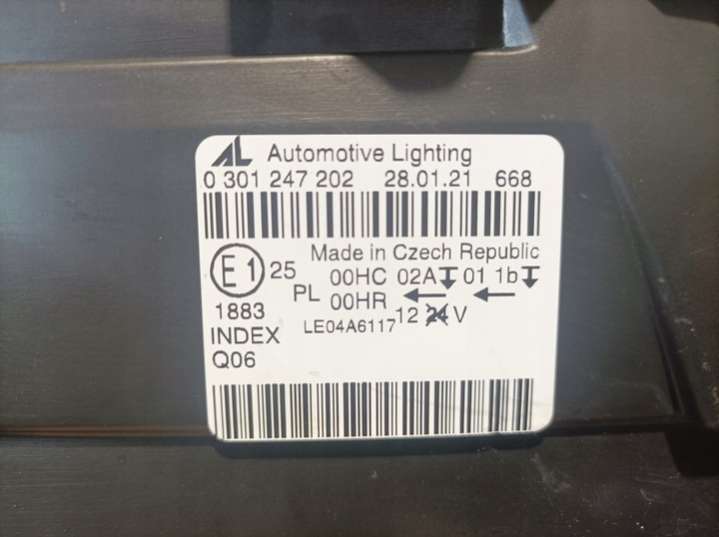 AL Automotive Lighting
0 301 247 202 28.01.21 668
Made in Czech Republic
E1 25 00HC 02A 01 1b
PL 00HR ← ←
1883 LE04A6117 12 24 V
INDEX
Q06